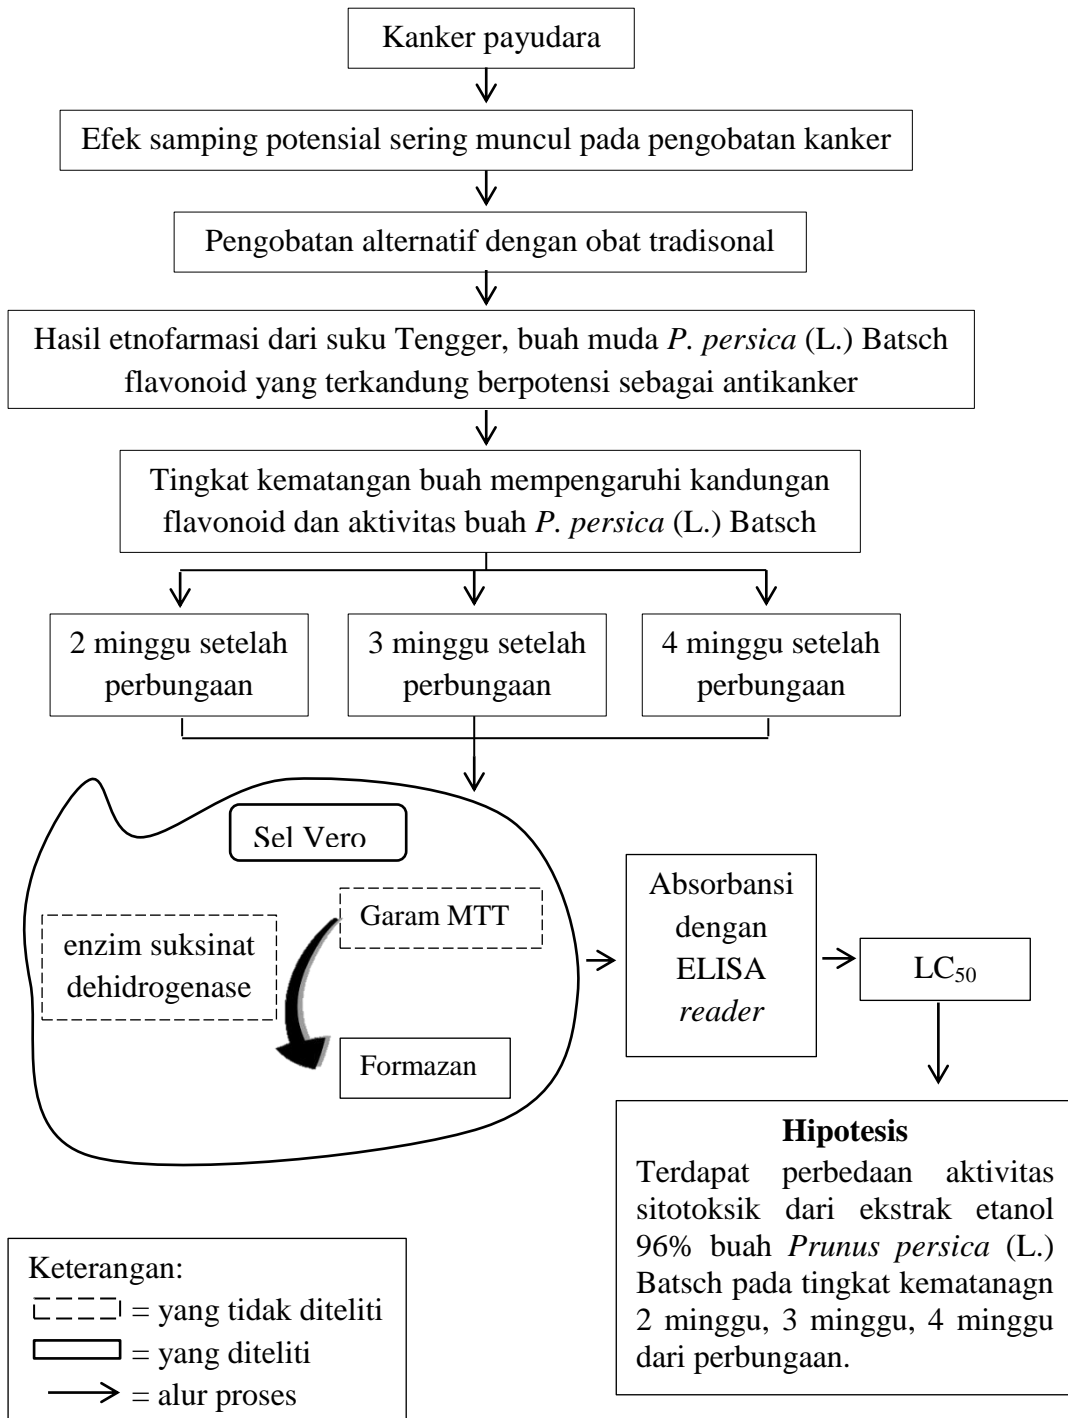 Kanker payudara
Efek samping potensial sering muncul pada pengobatan kanker
Pengobatan alternatif dengan obat tradisonal
Hasil etnofarmasi dari suku Tengger, buah muda P. persica (L.) Batsch
flavonoid yang terkandung berpotensi sebagai antikanker
Tingkat kematangan buah mempengaruhi kandungan
flavonoid dan aktivitas buah P. persica (L.) Batsch
2 minggu setelah
perbungaan
3 minggu setelah
perbungaan
4 minggu setelah
perbungaan
Sel Vero
Garam MTT
enzim suksinat
dehidrogenase
Formazan
Absorbansi
dengan
ELISA
reader
LC50
Hipotesis
Terdapat perbedaan aktivitas
sitotoksik dari ekstrak etanol
96% buah Prunus persica (L.)
Batsch pada tingkat kematanagn
2 minggu, 3 minggu, 4 minggu
dari perbungaan.
Keterangan:
= yang tidak diteliti
= yang diteliti
= alur proses